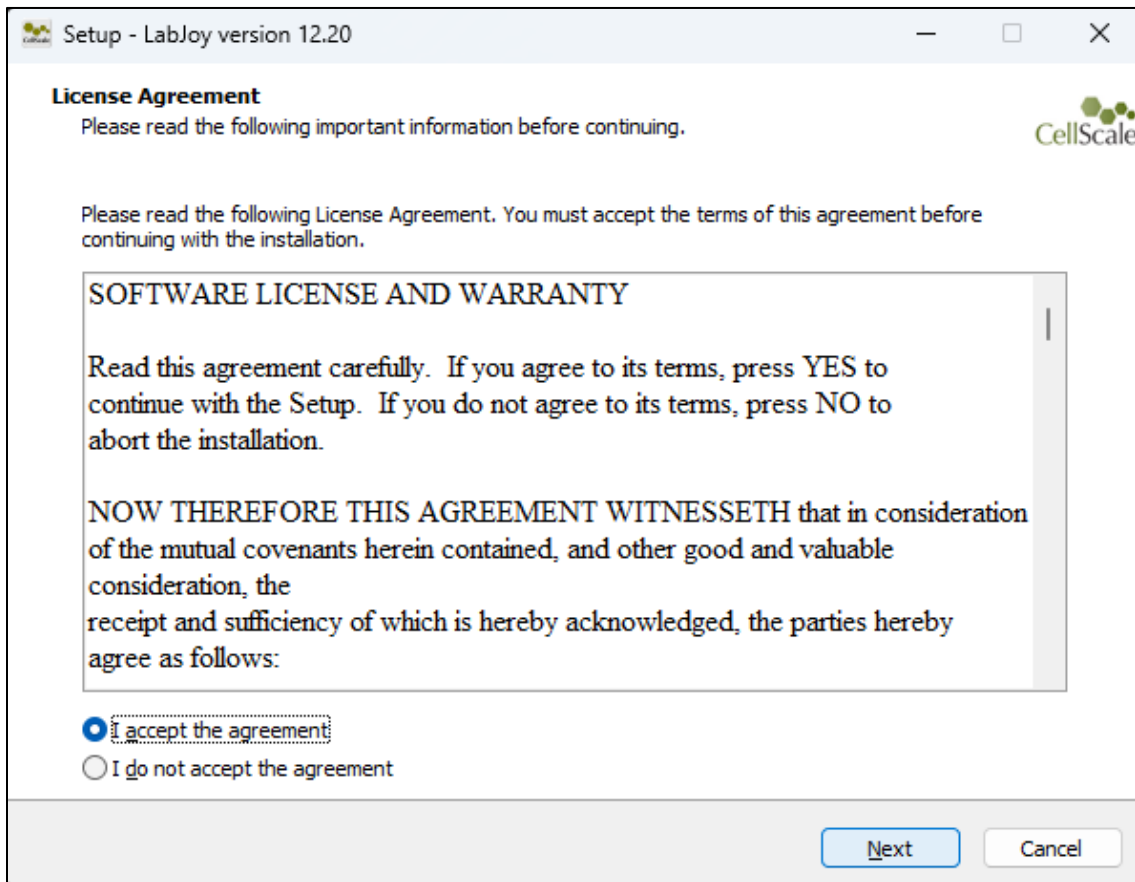 Setup - LabJoy version 12.20
License Agreement
Please read the following important information before continuing.
CellScale
Please read the following License Agreement. You must accept the terms of this agreement before
continuing with the installation.
SOFTWARE LICENSE AND WARRANTY
Read this agreement carefully.  If you agree to its terms, press YES to
continue with the Setup.  If you do not agree to its terms, press NO to
abort the installation.
NOW THEREFORE THIS AGREEMENT WITNESSETH that in consideration
of the mutual covenants herein contained, and other good and valuable
consideration, the
receipt and sufficiency of which is hereby acknowledged, the parties hereby
agree as follows:
I accept the agreement
I do not accept the agreement
Next
Cancel